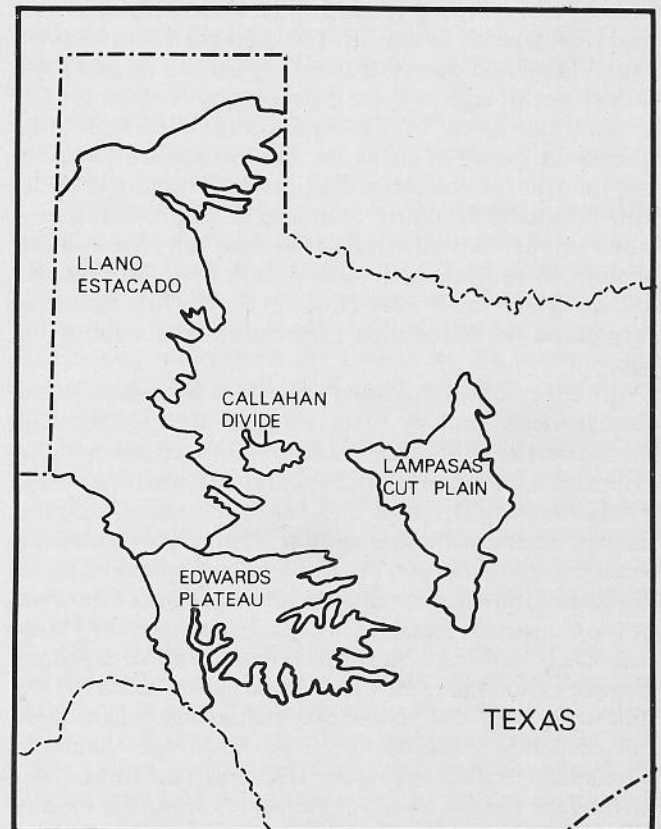 LLANO
ESTACADO
CALLAHAN
DIVIDE
LAMPASAS
CUT PLAIN
EDWARDS
PLATEAU
TEXAS